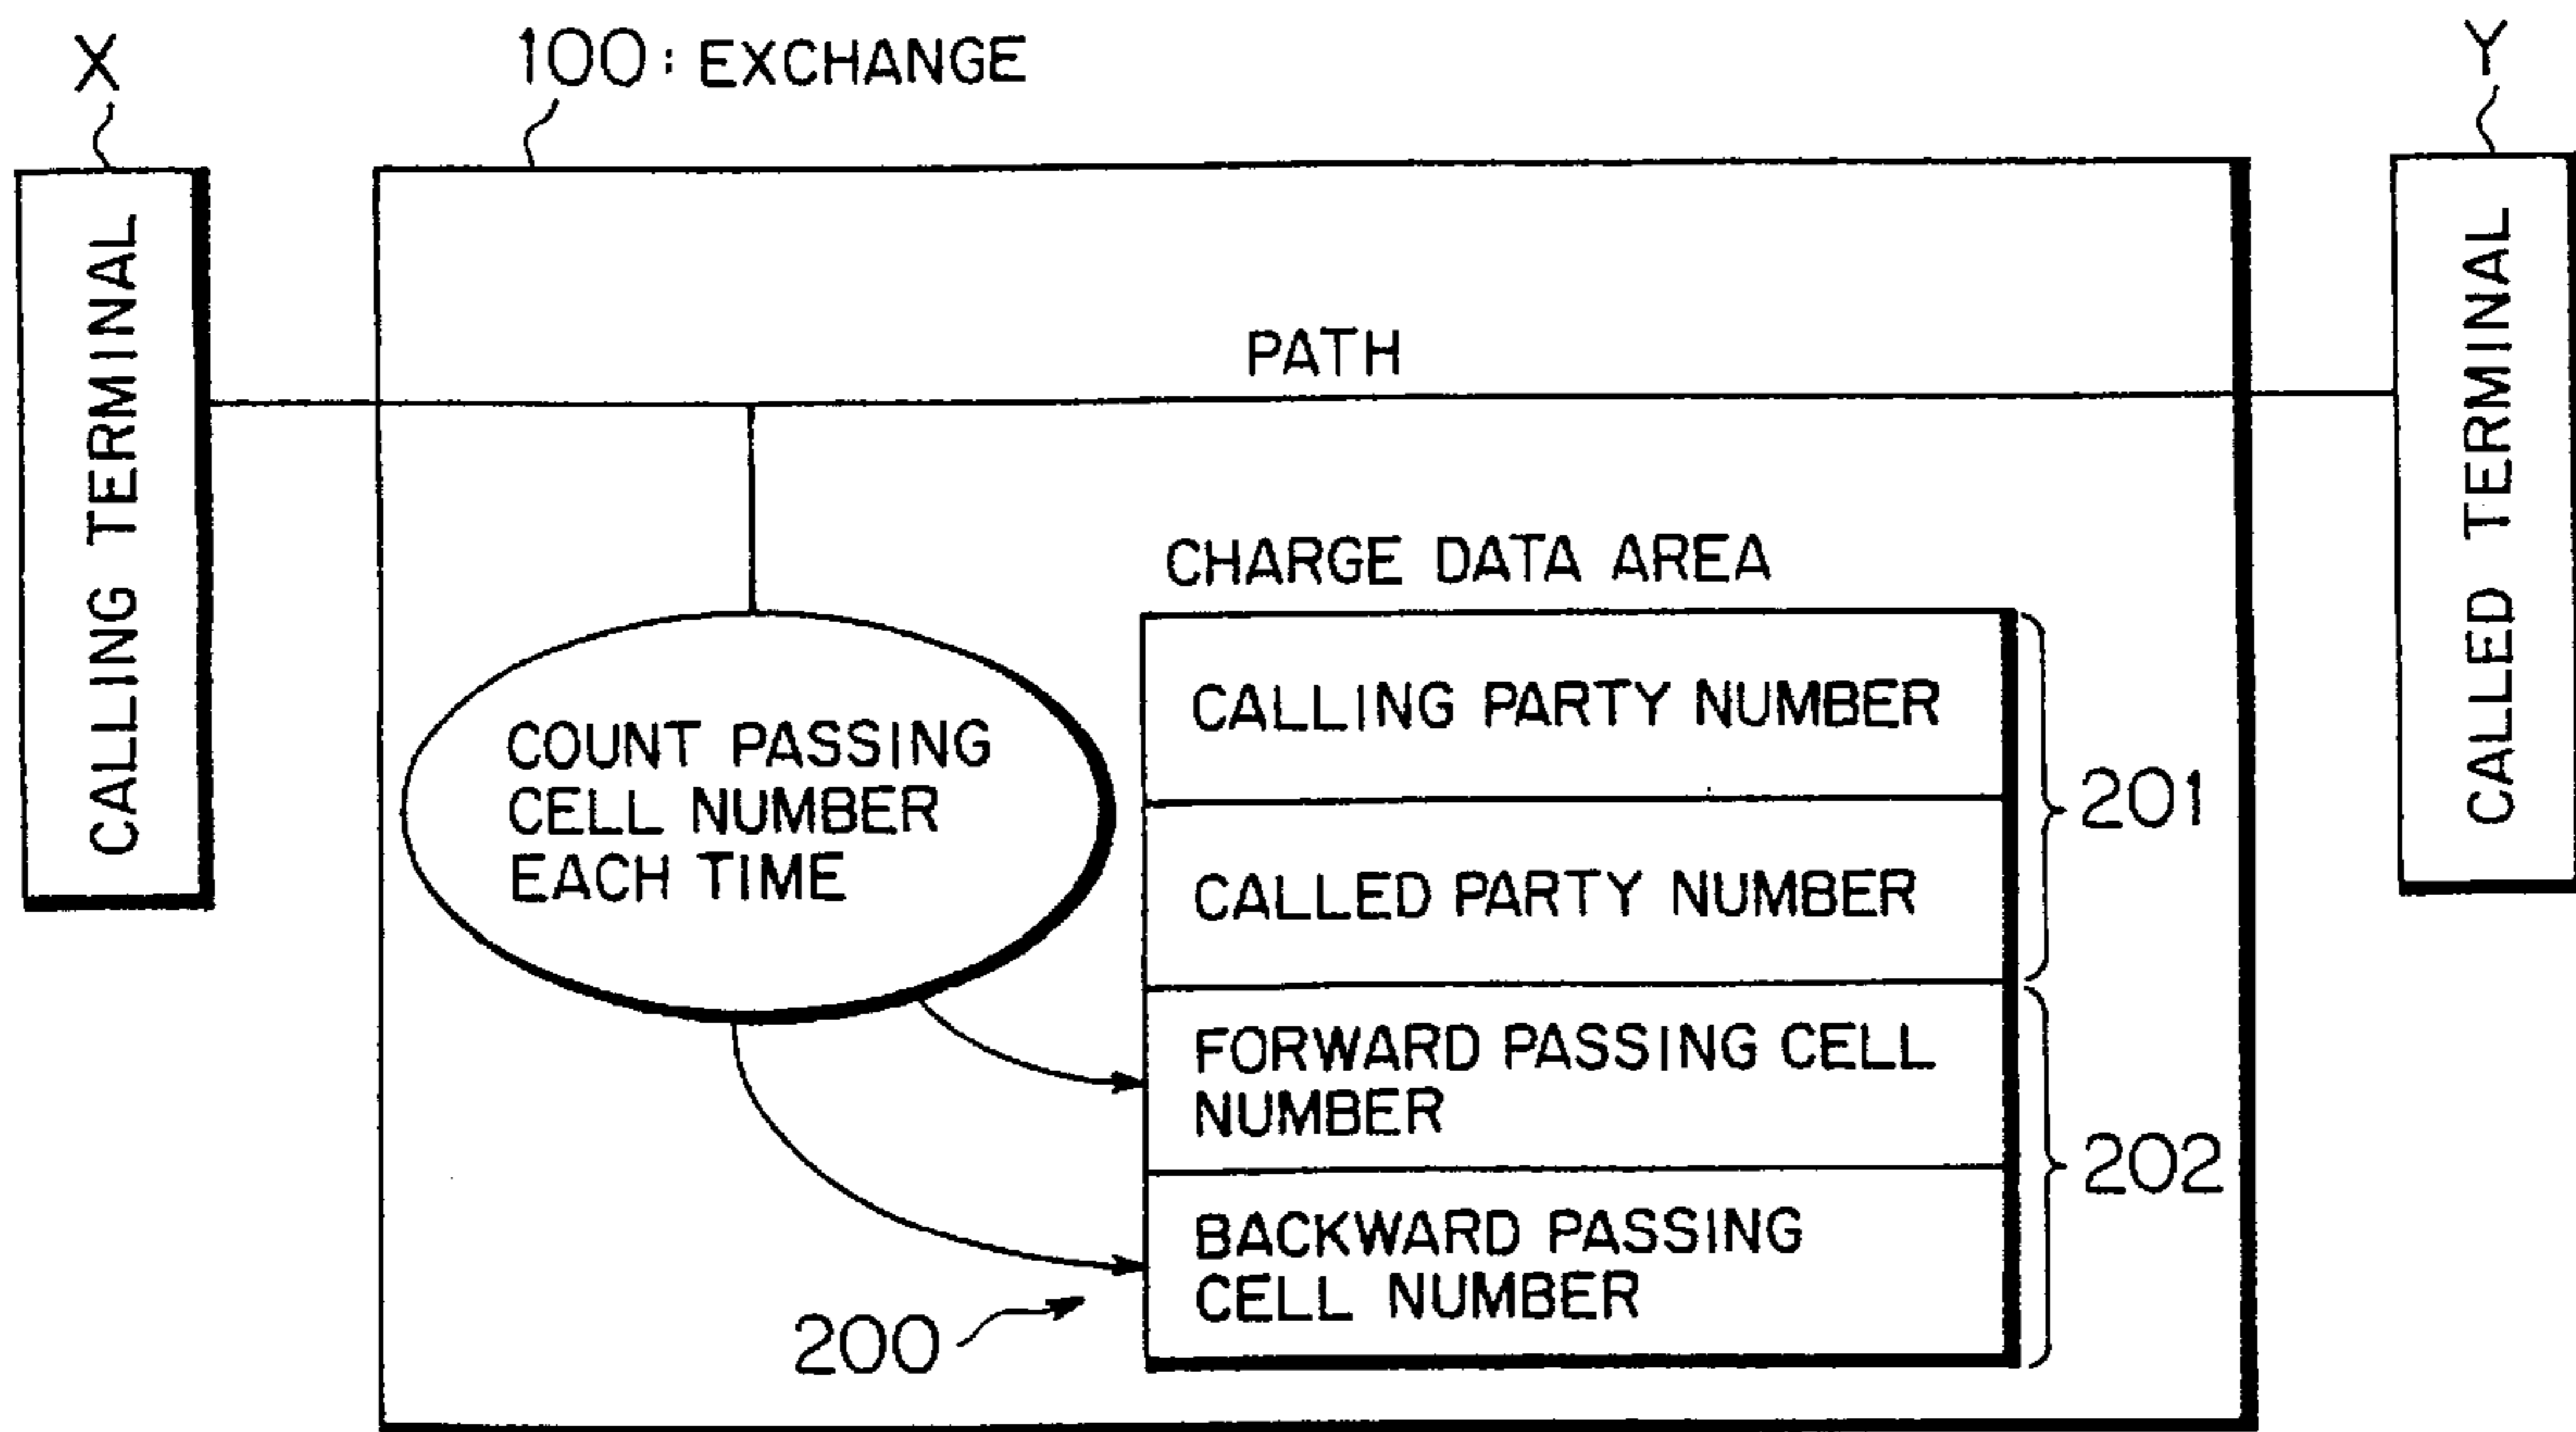 X
100: EXCHANGE
Y
CALLING TERMINAL
PATH
CALLED TERMINAL
CHARGE DATA AREA
COUNT PASSING
CELL NUMBER
EACH TIME
CALLING PARTY NUMBER
CALLED PARTY NUMBER
201
FORWARD PASSING CELL
NUMBER
BACKWARD PASSING
CELL NUMBER
202
200